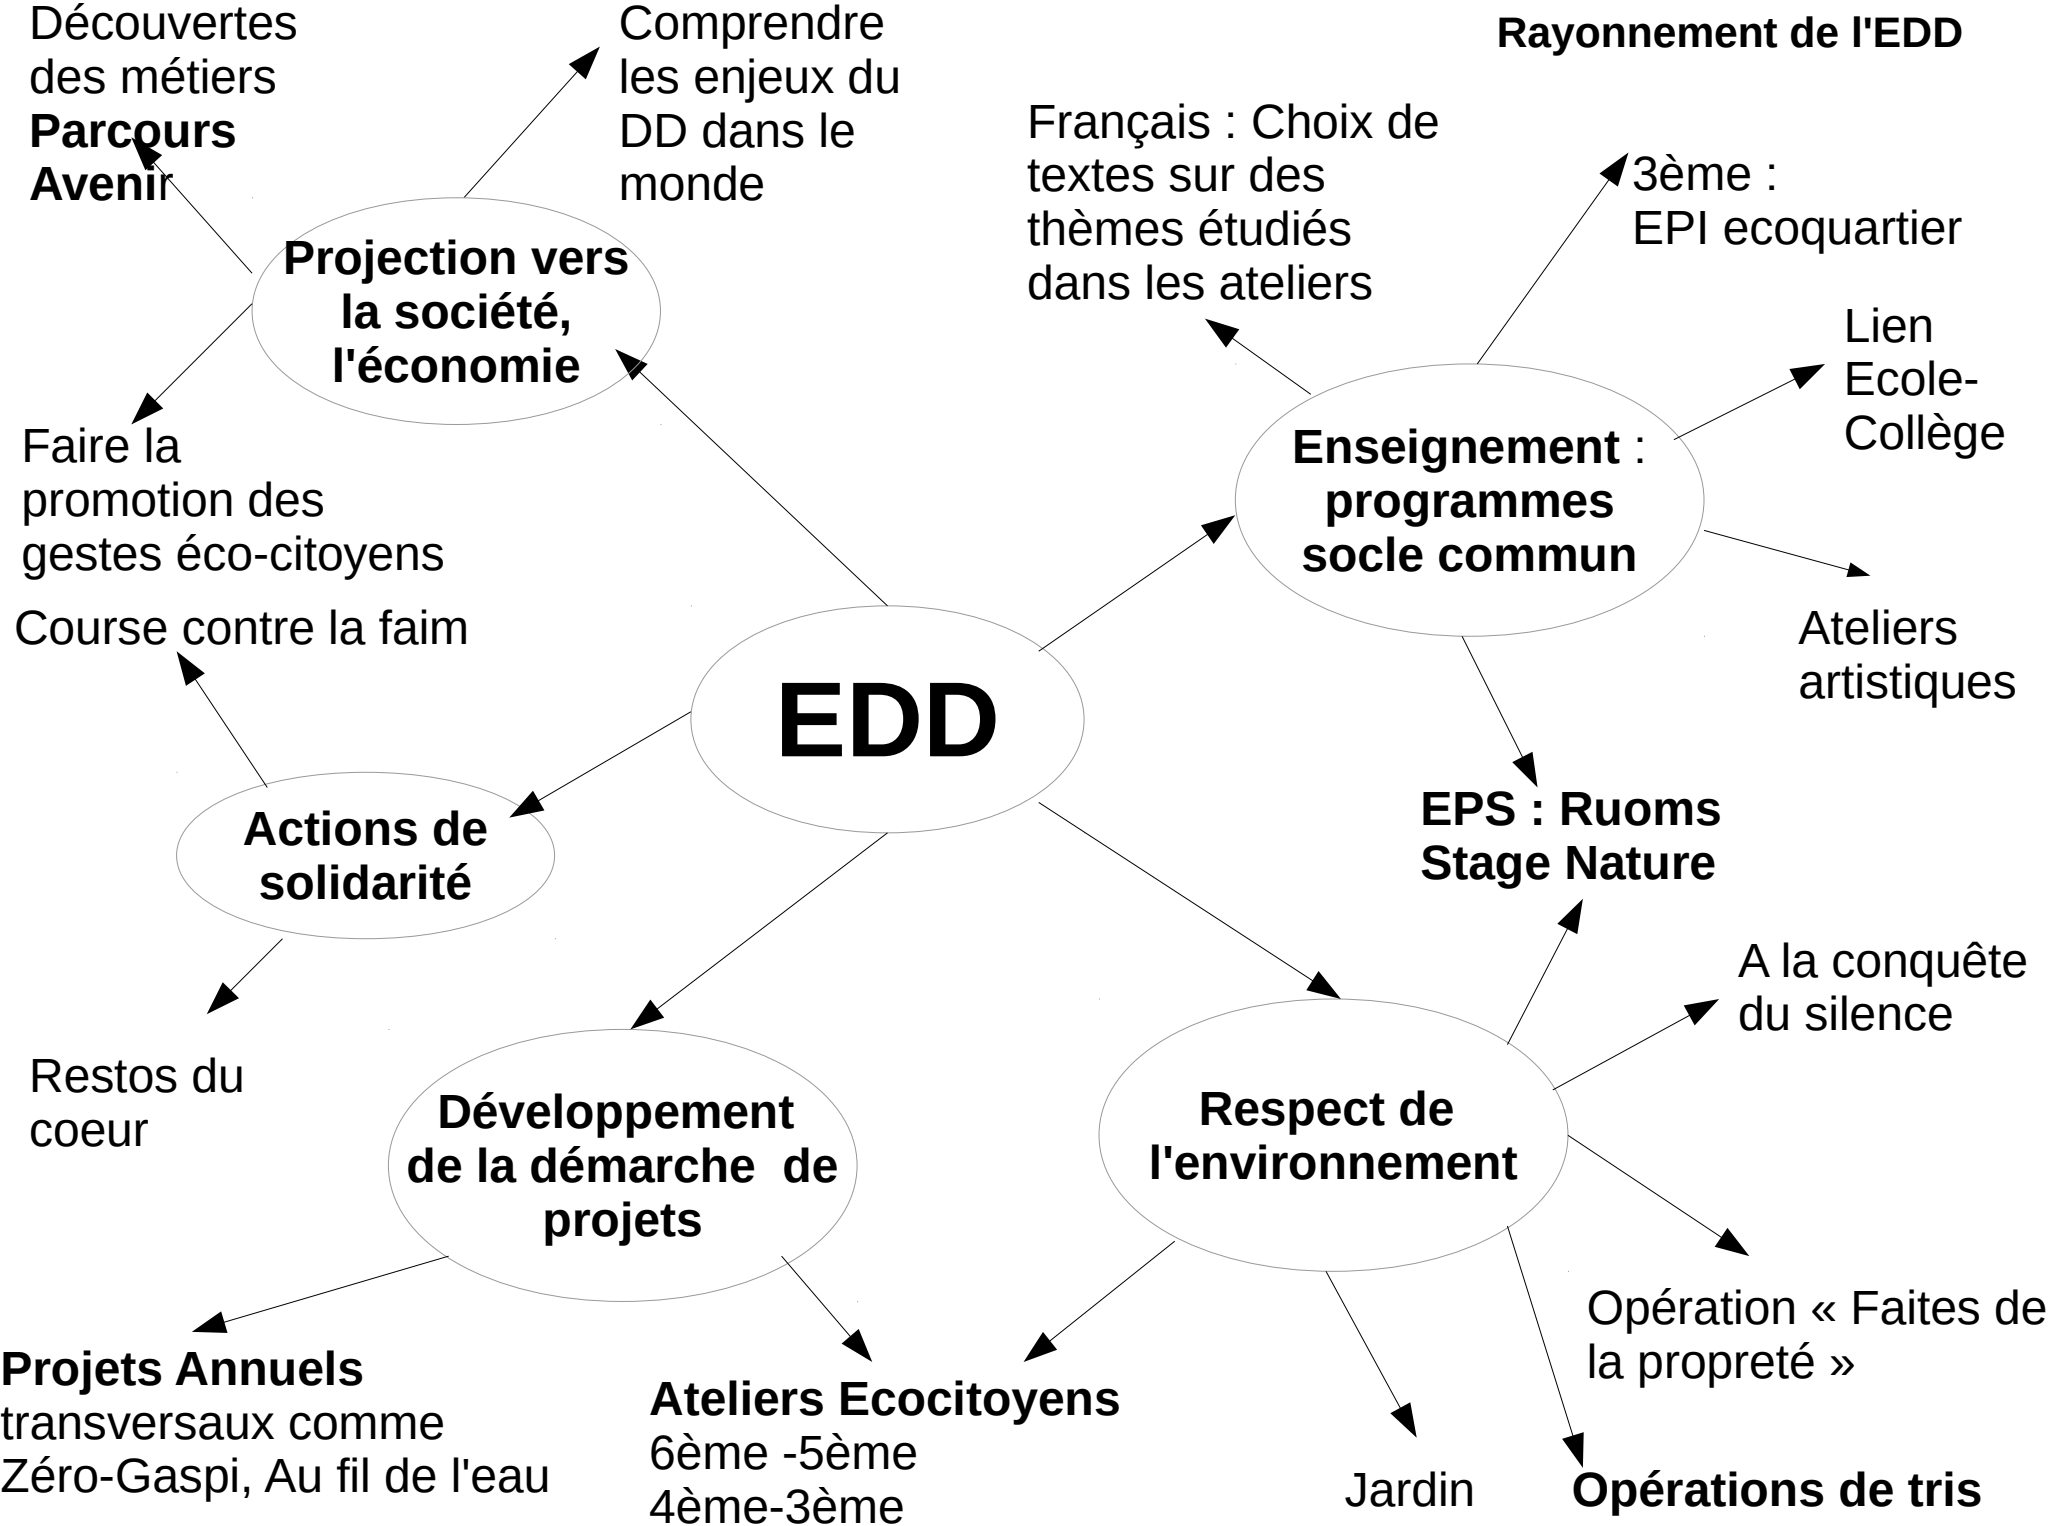 Découvertes
des métiers
Parcours
Avenir
Comprendre
les enjeux du
DD dans le
monde
Rayonnement de l'EDD
Français : Choix de
textes sur des
thèmes étudiés
dans les ateliers
3ème :
EPI ecoquartier
Projection vers
la société,
l'économie
Lien
Ecole-
Collège
Enseignement :
programmes
socle commun
Faire la
promotion des
gestes éco-citoyens
Course contre la faim
Ateliers
artistiques
EDD
Actions de
solidarité
EPS : Ruoms
Stage Nature
A la conquête
du silence
Restos du
coeur
Développement
de la démarche  de
projets
Respect de
l'environnement
Opération « Faites de
la propreté »
Projets Annuels
transversaux comme
Zéro-Gaspi, Au fil de l'eau
Ateliers Ecocitoyens
6ème -5ème
4ème-3ème
Jardin
Opérations de tris